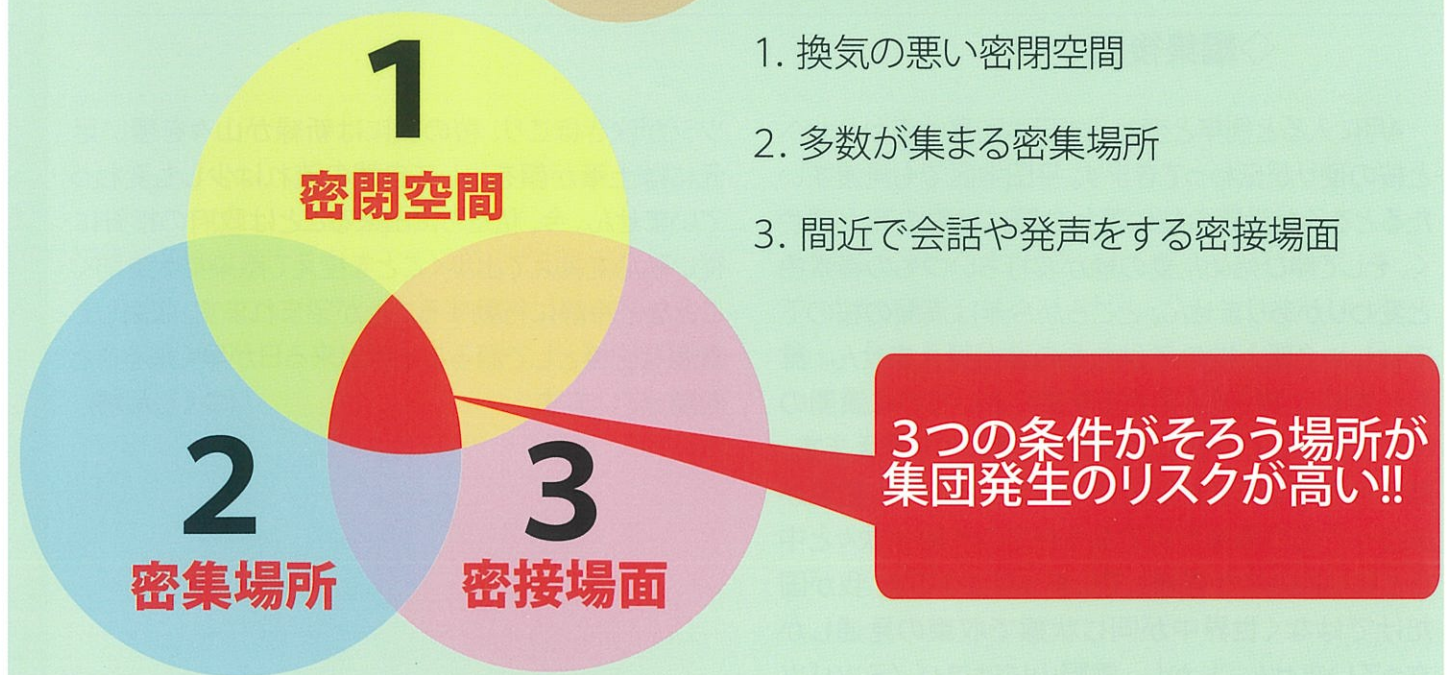 1
密閉空間
2
密集場所
3
密接場面
1. 換気の悪い密閉空間
2. 多数が集まる密集場所
3. 間近で会話や発声をする密接場面
３つの条件がそろう場所が
集団発生のリスクが高い!!